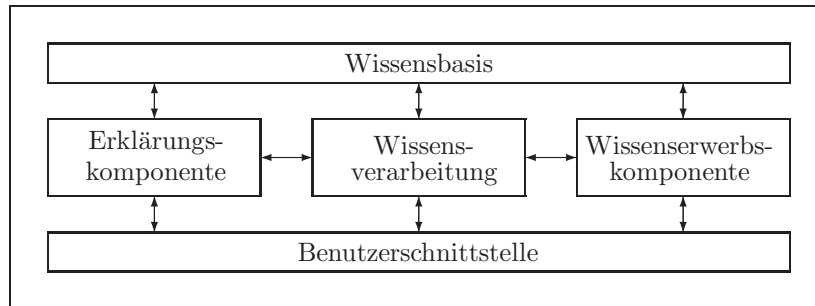 Wissensbasis
Erklärungs-
komponente
Wissens-
verarbeitung
Wissenserwerbs-
komponente
Benutzerschnittstelle